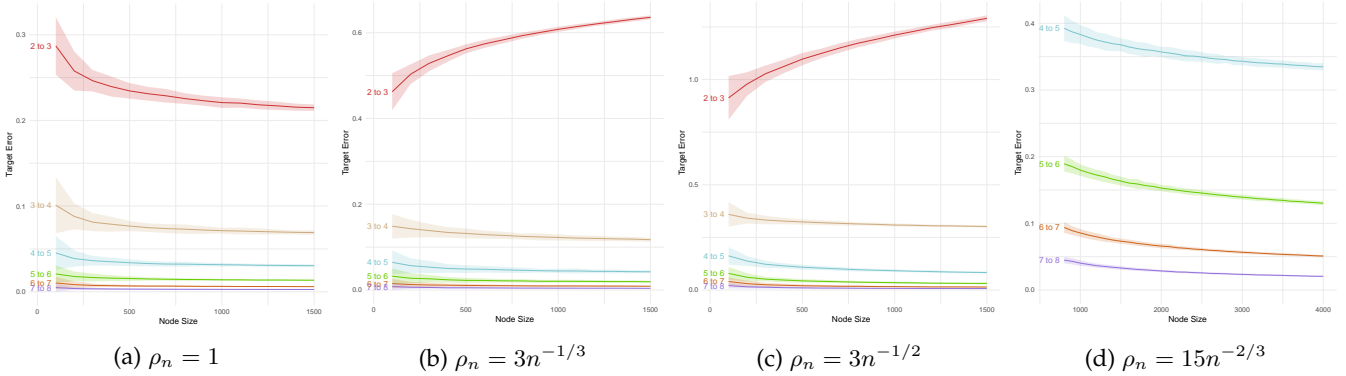 0.3
0.2
0.1
0.0
Target Error
2 to 3
3 to 4
4 to 5
5 to 6
6 to 7
7 to 8
0
500
1000
1500
Node Size
(a) ρₙ = 1
0.6
0.4
0.2
0.0
Target Error
2 to 3
3 to 4
4 to 5
5 to 6
6 to 7
7 to 8
0
500
1000
1500
Node Size
(b) ρₙ = 3n^{-1/3}
1.0
0.5
0.0
Target Error
2 to 3
3 to 4
4 to 5
5 to 6
6 to 7
7 to 8
0
500
1000
1500
Node Size
(c) ρₙ = 3n^{-1/2}
0.4
0.3
0.2
0.1
0.0
Target Error
4 to 5
5 to 6
6 to 7
7 to 8
1000
2000
3000
4000
Node Size
(d) ρₙ = 15n^{-2/3}